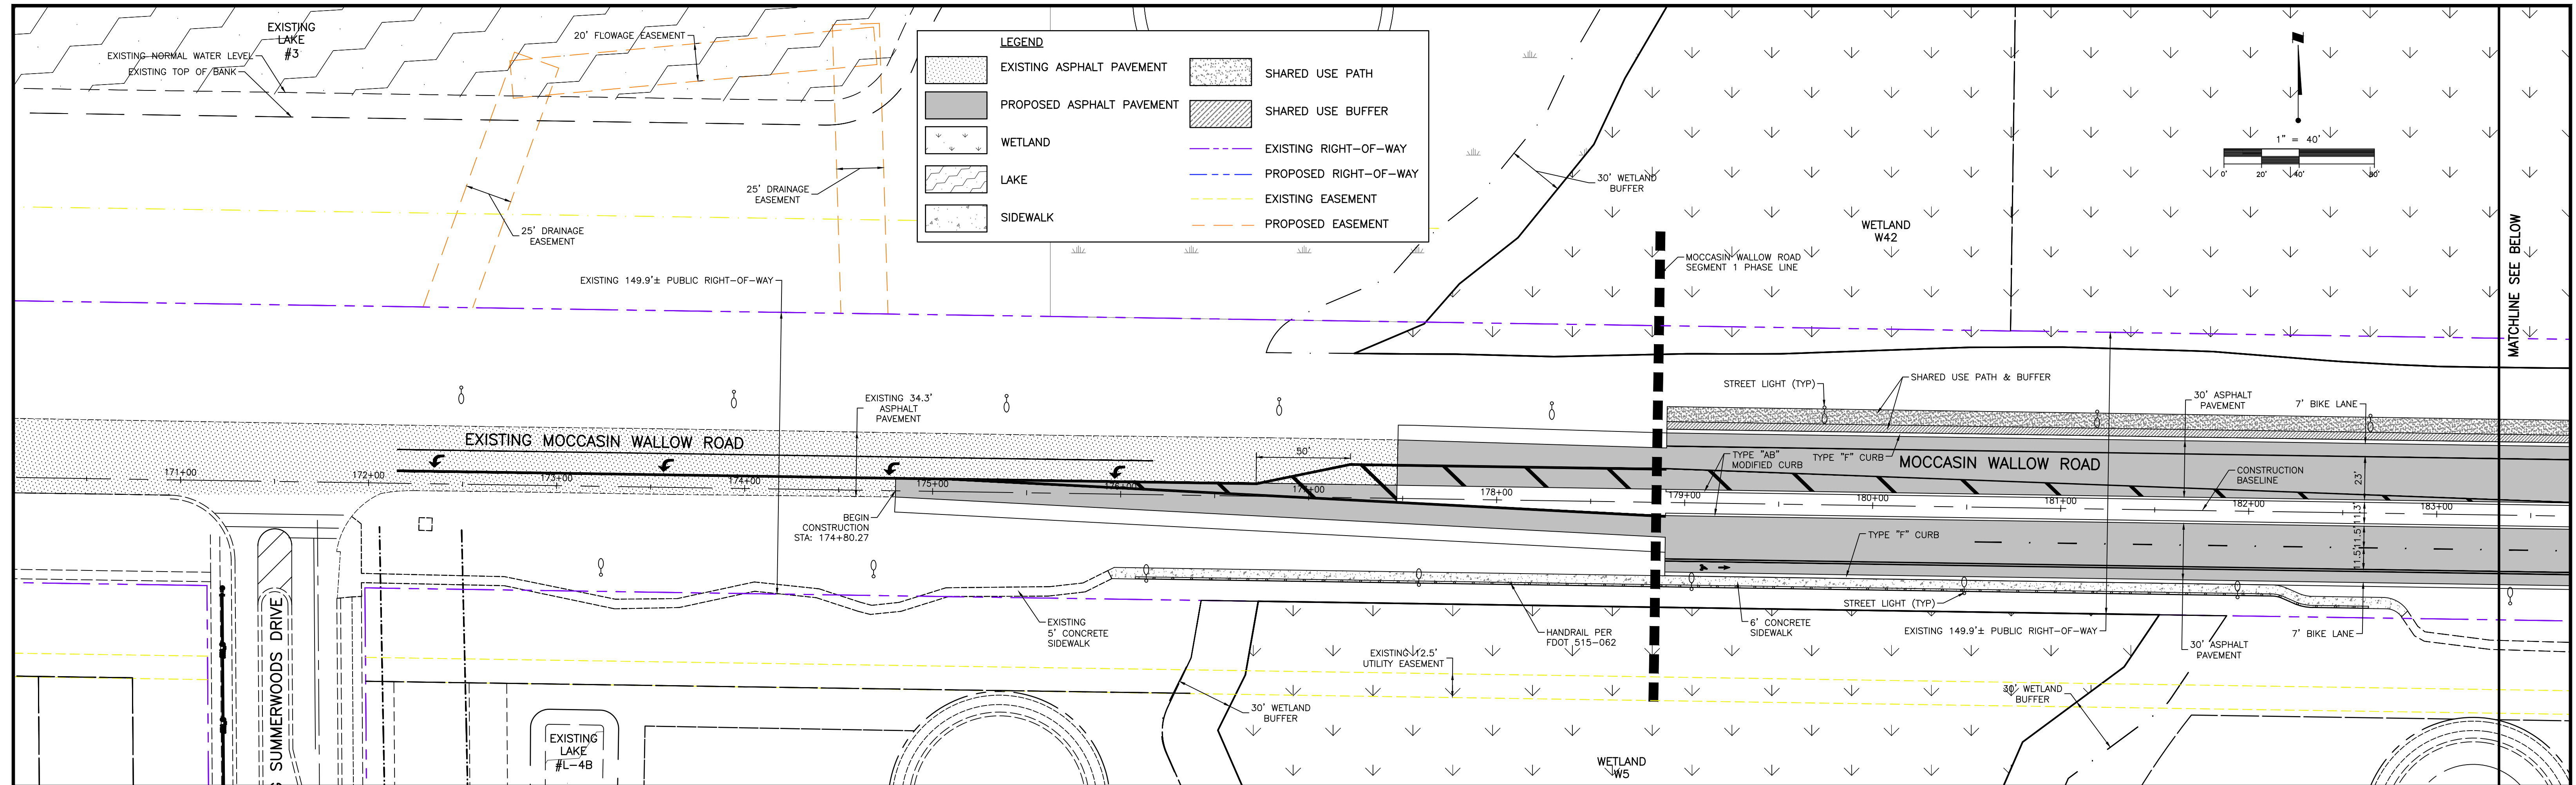 EXISTING
LAKE
#3
EXISTING NORMAL WATER LEVEL
EXISTING TOP OF BANK
20' FLOWAGE EASEMENT
25' DRAINAGE
EASEMENT
25' DRAINAGE
EASEMENT
LEGEND
EXISTING ASPHALT PAVEMENT
PROPOSED ASPHALT PAVEMENT
WETLAND
LAKE
SIDEWALK
SHARED USE PATH
SHARED USE BUFFER
EXISTING RIGHT-OF-WAY
PROPOSED RIGHT-OF-WAY
EXISTING EASEMENT
PROPOSED EASEMENT
30' WETLAND
BUFFER
WETLAND
W42
1" = 40'
0' 20' 40' 80'
MATCHLINE SEE BELOW
MOCCASIN WALLOW ROAD
SEGMENT 1 PHASE LINE
EXISTING 149.9'± PUBLIC RIGHT-OF-WAY
EXISTING 34.3'
ASPHALT
PAVEMENT
STREET LIGHT (TYP)
SHARED USE PATH & BUFFER
30' ASPHALT
PAVEMENT
7' BIKE LANE
EXISTING MOCCASIN WALLOW ROAD
50'
TYPE "AB"
MODIFIED CURB
TYPE "F" CURB
MOCCASIN WALLOW ROAD
CONSTRUCTION
BASELINE
171+00
172+00
173+00
174+00
175+00
176+00
177+00
178+00
179+00
180+00
181+00
182+00
183+00
23'
11.3'
11.5'
11.5'
BEGIN
CONSTRUCTION
STA: 174+80.27
TYPE "F" CURB
EXISTING
5' CONCRETE
SIDEWALK
HANDRAIL PER
FDOT 515-062
6' CONCRETE
SIDEWALK
STREET LIGHT (TYP)
EXISTING 149.9'± PUBLIC RIGHT-OF-WAY
7' BIKE LANE
30' ASPHALT
PAVEMENT
EXISTING 12.5'
UTILITY EASEMENT
30' WETLAND
BUFFER
30' WETLAND
BUFFER
SUMMERWOODS DRIVE
EXISTING
LAKE
#L-4B
WETLAND
W5